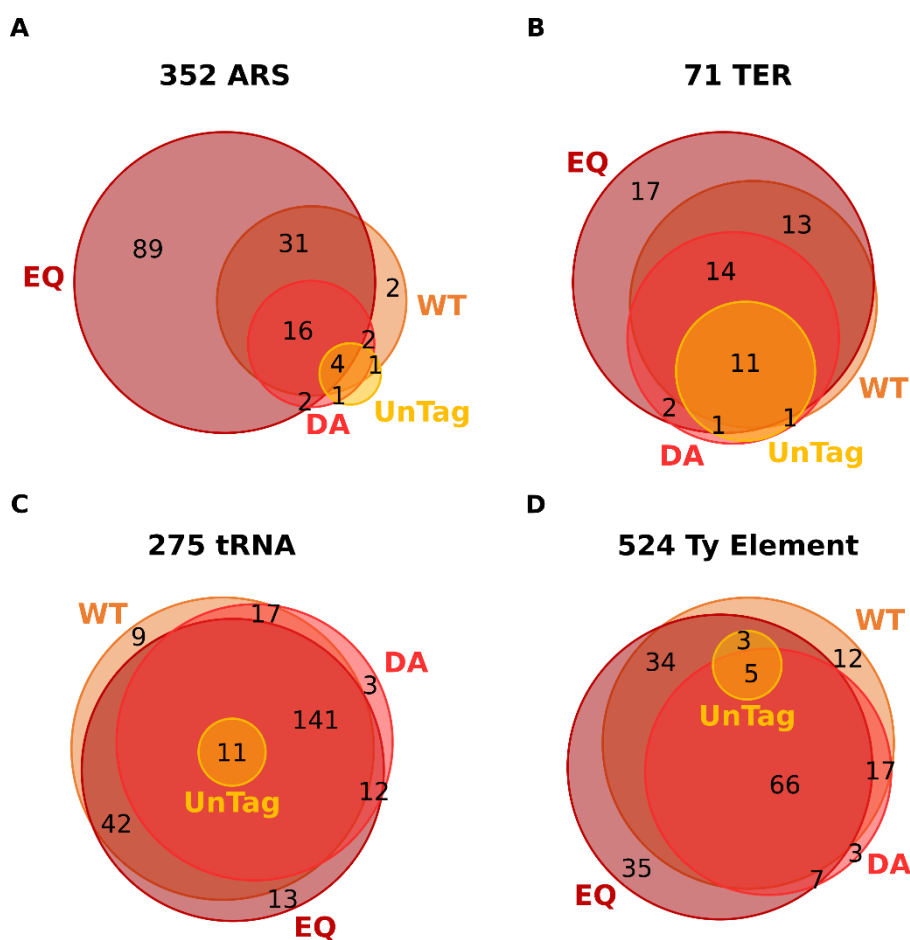 A
B
352 ARS
71 TER
EQ
17
13
89
31
EQ
2
14
WT
16
2
4
1
11
WT
2
1
UnTag
DA
2
1
1
DA
UnTag
C
D
275 tRNA
524 Ty Element
WT
17
9
DA
3
141
11
UnTag
12
42
13
EQ
3
WT
34
12
5
UnTag
17
66
3
DA
35
7
EQ